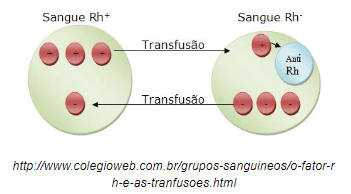 Sangue Rh⁺
Sangue Rh⁻
Transfusão
Anti
Rh
Transfusão
http://www.colegioweb.com.br/grupos-sanguineos/o-fator-r
h-e-as-tranfusoes.html